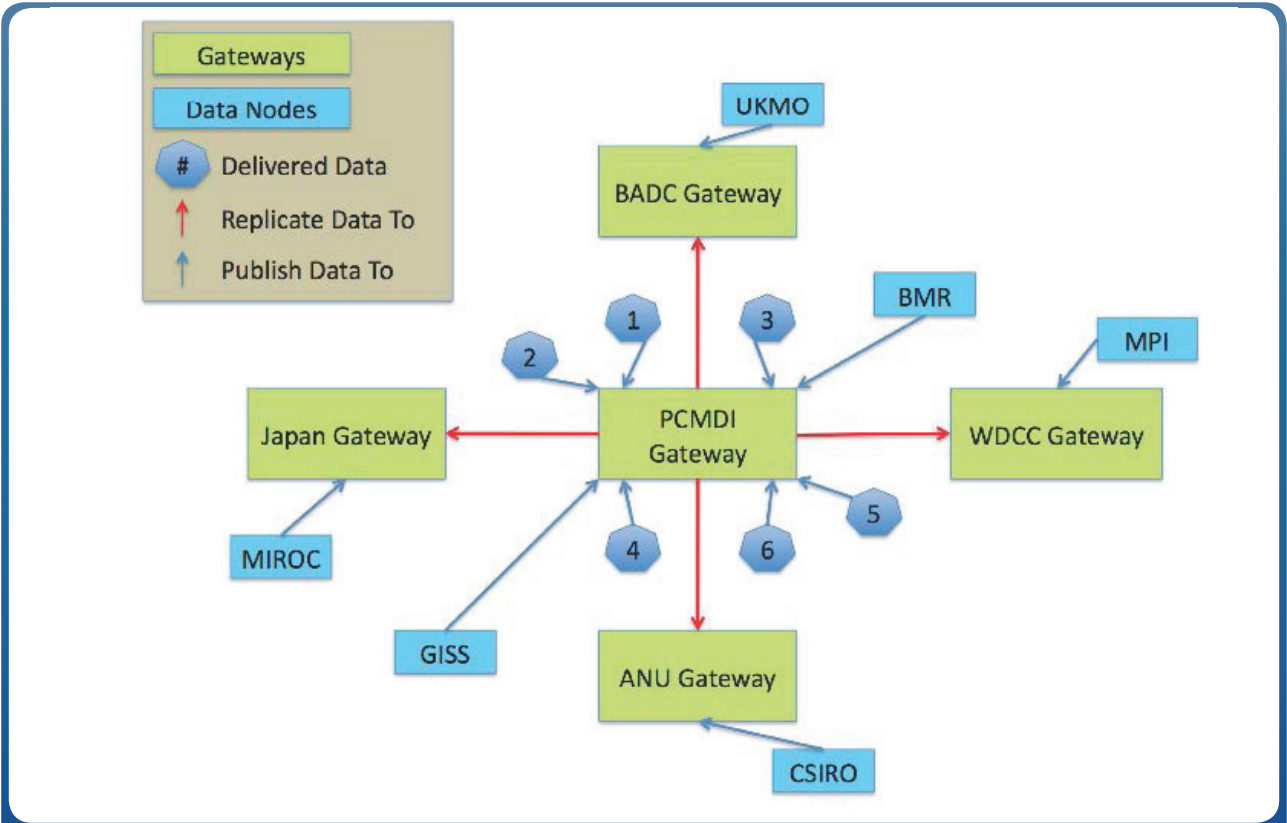 Gateways
Data Nodes
#
Delivered Data
Replicate Data To
Publish Data To
UKMO
BADC Gateway
BMR
1
3
2
MPI
Japan Gateway
PCMDI
Gateway
WDCC Gateway
5
4
6
MIROC
GISS
ANU Gateway
CSIRO